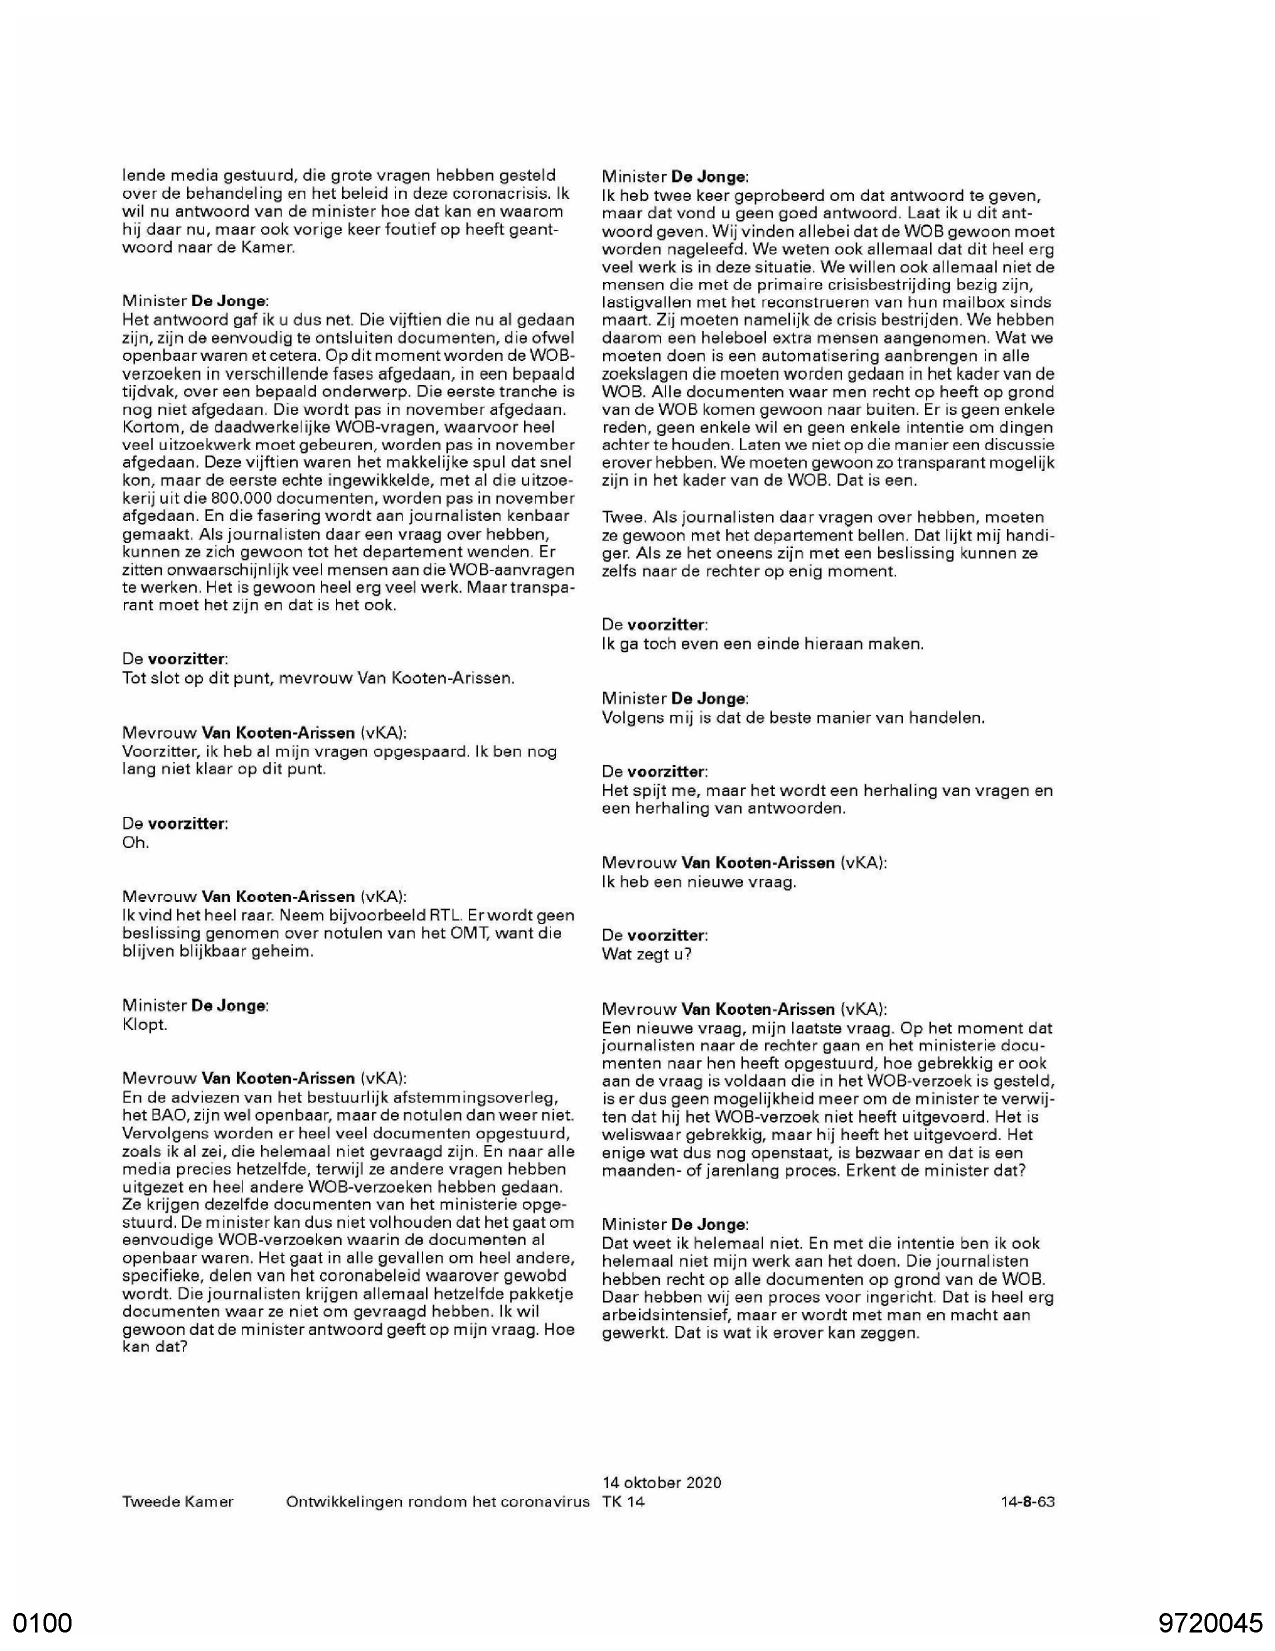 lende media gestuurd, die grote vragen hebben gesteld
over de behandeling en het beleid in deze coronacrisis. Ik
wil nu antwoord van de minister hoe dat kan en waarom
hij daar nu, maar ook vorige keer foutief op heeft geant-
woord naar de Kamer.
Minister De Jonge:
Het antwoord gaf ik u dus net. Die vijftien die nu al gedaan
zijn, zijn de eenvoudig te ontsluiten documenten, die ofwel
openbaar waren et cetera. Op dit moment worden de WOB-
verzoeken in verschillende fases afgedaan, in een bepaald
tijdvak, over een bepaald onderwerp. Die eerste tranche is
nog niet afgedaan. Die wordt pas in november afgedaan.
Kortom, de daadwerkelijke WOB-vragen, waarvoor heel
veel uitzoekwerk moet gebeuren, worden pas in november
afgedaan. Deze vijftien waren het makkelijke spul dat snel
kon, maar de eerste echte ingewikkelde, met al die uitzoe-
kerij uit die 800.000 documenten, worden pas in november
afgedaan. En die fasering wordt aan journalisten kenbaar
gemaakt. Als journalisten daar een vraag over hebben,
kunnen ze zich gewoon tot het departement wenden. Er
zitten onwaarschijnlijk veel mensen aan die WOB-aanvragen
te werken. Het is gewoon heel erg veel werk. Maar transpa-
rant moet het zijn en dat is het ook.
De voorzitter:
Tot slot op dit punt, mevrouw Van Kooten-Arissen.
Mevrouw Van Kooten-Arissen (vKA):
Voorzitter, ik heb al mijn vragen opgespaard. Ik ben nog
lang niet klaar op dit punt.
De voorzitter:
Oh.
Mevrouw Van Kooten-Arissen (vKA):
Ik vind het heel raar. Neem bijvoorbeeld RTL. Er wordt geen
beslissing genomen over notulen van het OMT, want die
blijven blijkbaar geheim.
Minister De Jonge:
Klopt.
Mevrouw Van Kooten-Arissen (vKA):
En de adviezen van het bestuurlijk afstemmingsoverleg,
het BAO, zijn wel openbaar, maar de notulen dan weer niet.
Vervolgens worden er heel veel documenten opgestuurd,
zoals ik al zei, die helemaal niet gevraagd zijn. En naar alle
media precies hetzelfde, terwijl ze andere vragen hebben
uitgezet en heel andere WOB-verzoeken hebben gedaan.
Ze krijgen dezelfde documenten van het ministerie opge-
stuurd. De minister kan dus niet volhouden dat het gaat om
eenvoudige WOB-verzoeken waarin de documenten al
openbaar waren. Het gaat in alle gevallen om heel andere,
specifieke, delen van het coronabeleid waarover gewobd
wordt. Die journalisten krijgen allemaal hetzelfde pakketje
documenten waar ze niet om gevraagd hebben. Ik wil
gewoon dat de minister antwoord geeft op mijn vraag. Hoe
kan dat?
Minister De Jonge:
Ik heb twee keer geprobeerd om dat antwoord te geven,
maar dat vond u geen goed antwoord. Laat ik u dit ant-
woord geven. Wij vinden allebei dat de WOB gewoon moet
worden nageleefd. We weten ook allemaal dat dit heel erg
veel werk is in deze situatie. We willen ook allemaal niet de
mensen die met de primaire crisisbestrijding bezig zijn,
lastigvallen met het reconstrueren van hun mailbox sinds
maart. Zij moeten namelijk de crisis bestrijden. We hebben
daarom een heleboel extra mensen aangenomen. Wat we
moeten doen is een automatisering aanbrengen in alle
zoekslagen die moeten worden gedaan in het kader van de
WOB. Alle documenten waar men recht op heeft op grond
van de WOB komen gewoon naar buiten. Er is geen enkele
reden, geen enkele wil en geen enkele intentie om dingen
achter te houden. Laten we niet op die manier een discussie
erover hebben. We moeten gewoon zo transparant mogelijk
zijn in het kader van de WOB. Dat is een.
Twee. Als journalisten daar vragen over hebben, moeten
ze gewoon met het departement bellen. Dat lijkt mij handi-
ger. Als ze het oneens zijn met een beslissing kunnen ze
zelfs naar de rechter op enig moment.
De voorzitter:
Ik ga toch even een einde hieraan maken.
Minister De Jonge:
Volgens mij is dat de beste manier van handelen.
De voorzitter:
Het spijt me, maar het wordt een herhaling van vragen en
een herhaling van antwoorden.
Mevrouw Van Kooten-Arissen (vKA):
Ik heb een nieuwe vraag.
De voorzitter:
Wat zegt u?
Mevrouw Van Kooten-Arissen (vKA):
Een nieuwe vraag, mijn laatste vraag. Op het moment dat
journalisten naar de rechter gaan en het ministerie docu-
menten naar hen heeft opgestuurd, hoe gebrekkig er ook
aan de vraag is voldaan die in het WOB-verzoek is gesteld,
is er dus geen mogelijkheid meer om de minister te verwij-
ten dat hij het WOB-verzoek niet heeft uitgevoerd. Het is
weliswaar gebrekkig, maar hij heeft het uitgevoerd. Het
enige wat dus nog openstaat, is bezwaar en dat is een
maanden- of jarenlang proces. Erkent de minister dat?
Minister De Jonge:
Dat weet ik helemaal niet. En met die intentie ben ik ook
helemaal niet mijn werk aan het doen. Die journalisten
hebben recht op alle documenten op grond van de WOB.
Daar hebben wij een proces voor ingericht. Dat is heel erg
arbeidsintensief, maar er wordt met man en macht aan
gewerkt. Dat is wat ik erover kan zeggen.
14 oktober 2020
Tweede Kamer Ontwikkelingen rondom het coronavirus TK 14 14-8-63
0100 9720045